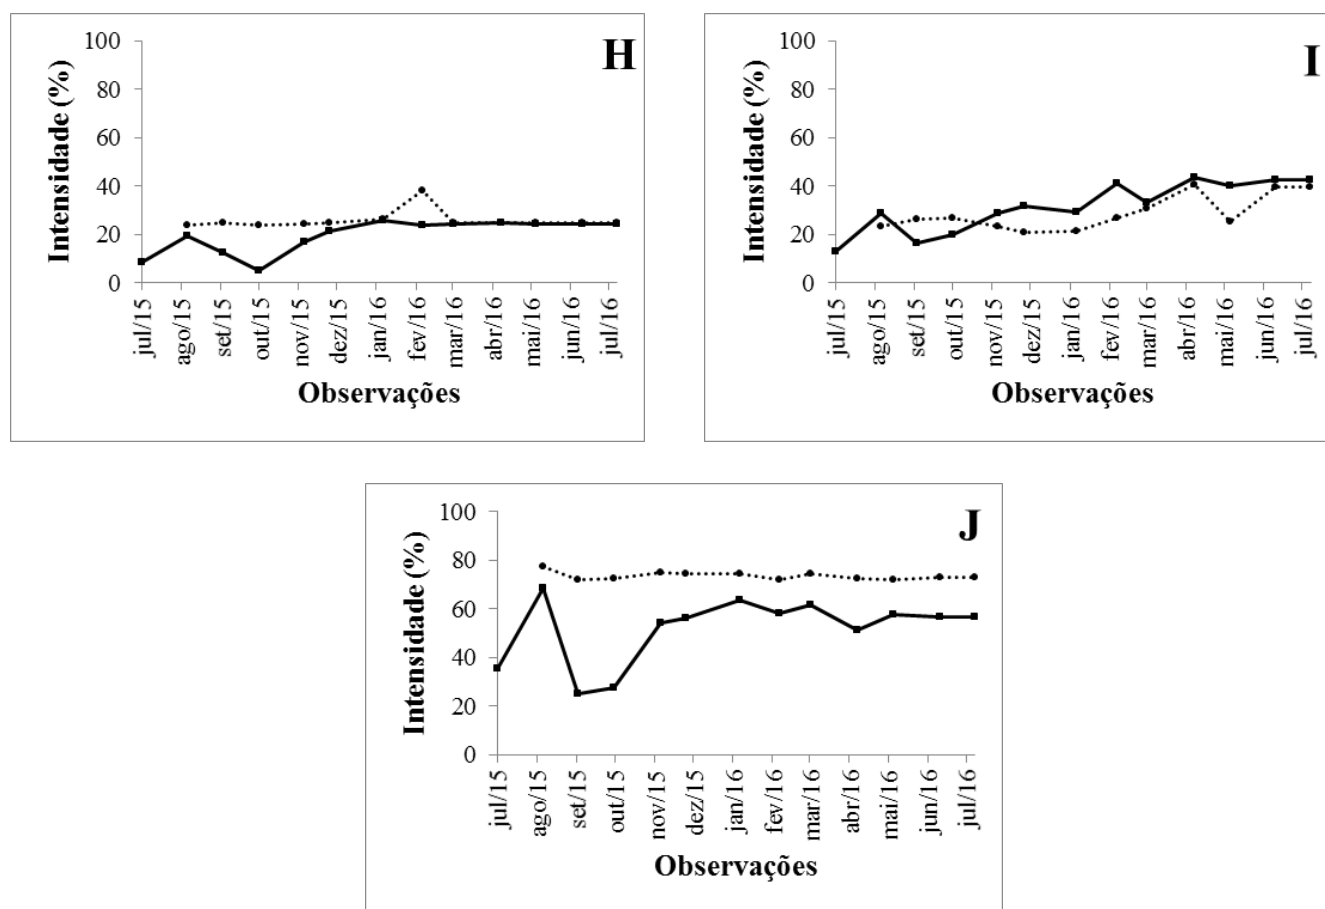 H
Intensidade (%)
100
80
60
40
20
0
jul/15
ago/15
set/15
out/15
nov/15
dez/15
jan/16
fev/16
mar/16
abr/16
mai/16
jun/16
jul/16
Observações
I
Intensidade (%)
100
80
60
40
20
0
jul/15
ago/15
set/15
out/15
nov/15
dez/15
jan/16
fev/16
mar/16
abr/16
mai/16
jun/16
jul/16
Observações
J
Intensidade (%)
100
80
60
40
20
0
jul/15
ago/15
set/15
out/15
nov/15
dez/15
jan/16
fev/16
mar/16
abr/16
mai/16
jun/16
jul/16
Observações